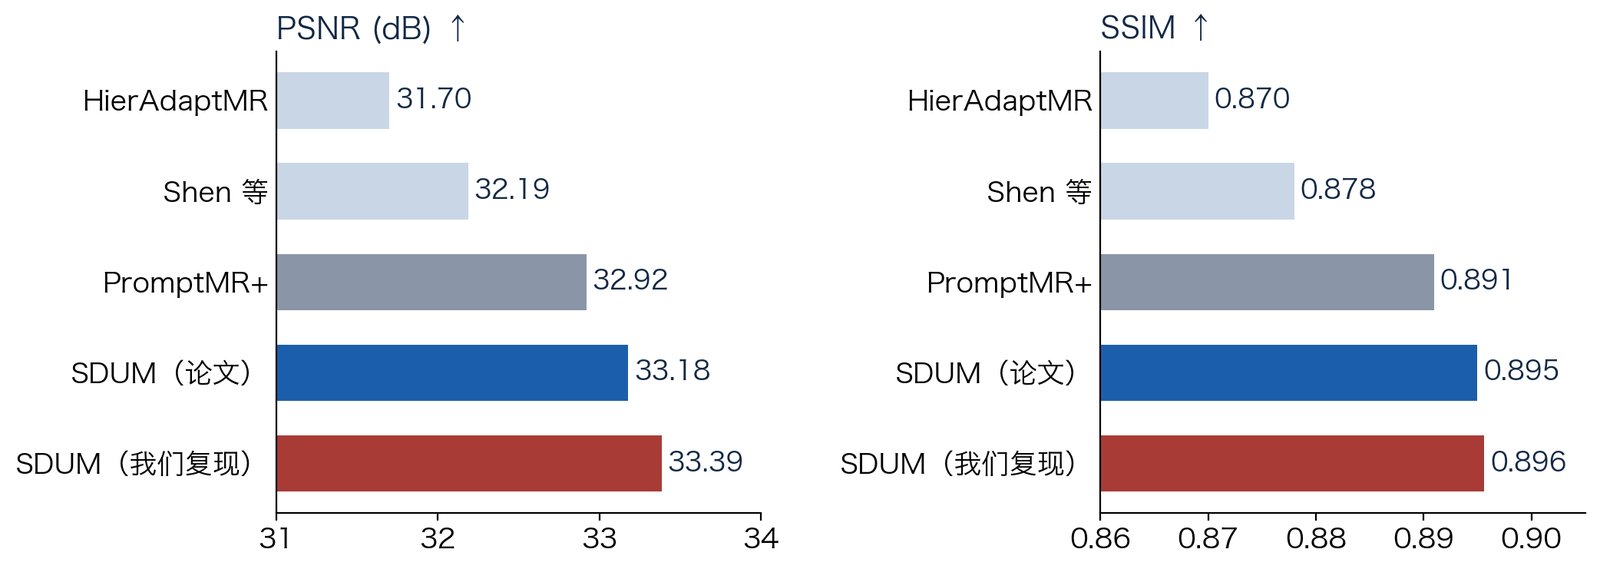 PSNR (dB) ↑
HierAdaptMR 31.70
Shen 等 32.19
PromptMR+ 32.92
SDUM（论文） 33.18
SDUM（我们复现） 33.39
31 32 33 34
SSIM ↑
HierAdaptMR 0.870
Shen 等 0.878
PromptMR+ 0.891
SDUM（论文） 0.895
SDUM（我们复现） 0.896
0.86 0.87 0.88 0.89 0.90